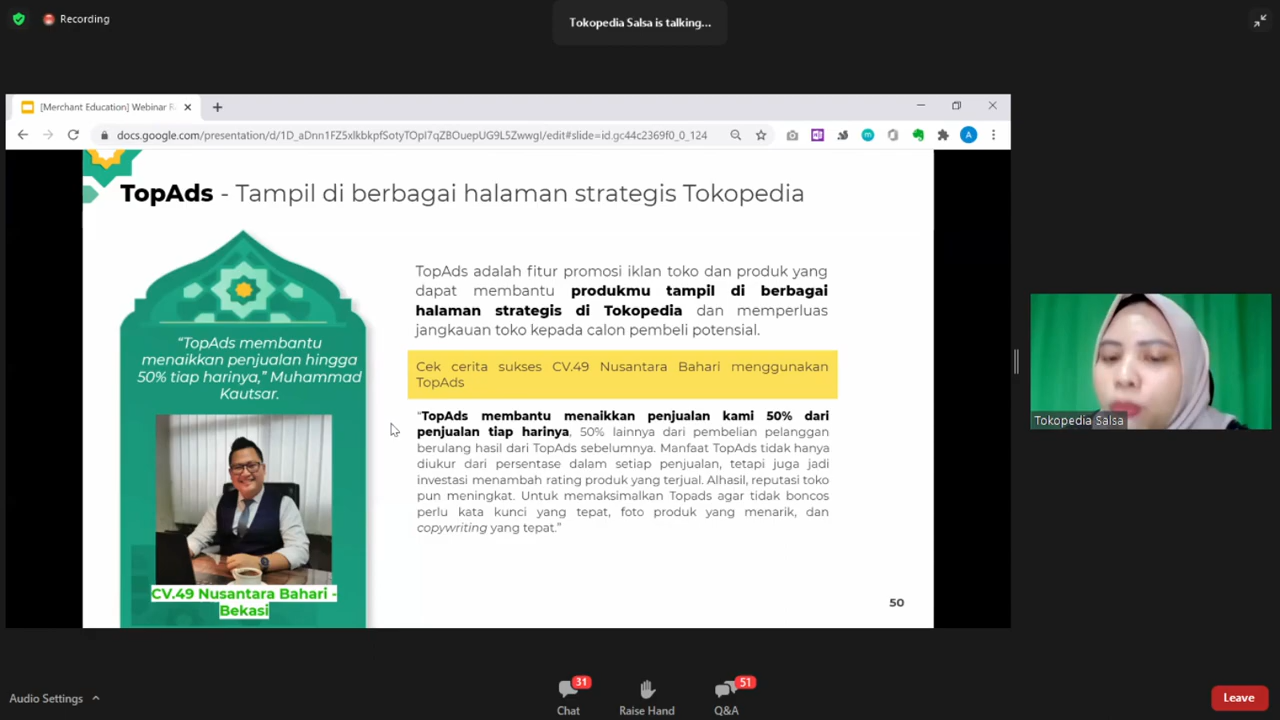 Recording
Tokopedia Salsa is talking...
[Merchant Education] Webinar R
docs.google.com/presentation/d/1D_aDnn1FZ5xlkbkpfSotyTOpI7qZBOuepUG9L5Zwwgl/edit#slide=id.gc44c2369f0_0_124
A
TopAds - Tampil di berbagai halaman strategis Tokopedia
“TopAds membantu
menaikkan penjualan hingga
50% tiap harinya,” Muhammad
Kautsar.
CV.49 Nusantara Bahari -
Bekasi
TopAds adalah fitur promosi iklan toko dan produk yang
dapat membantu produkmu tampil di berbagai
halaman strategis di Tokopedia dan memperluas
jangkauan toko kepada calon pembeli potensial.
Cek cerita sukses CV.49 Nusantara Bahari menggunakan
TopAds
“TopAds membantu menaikkan penjualan kami 50% dari
penjualan tiap harinya, 50% lainnya dari pembelian pelanggan
berulang hasil dari TopAds sebelumnya. Manfaat TopAds tidak hanya
diukur dari persentase dalam setiap penjualan, tetapi juga jadi
investasi menambah rating produk yang terjual. Alhasil, reputasi toko
pun meningkat. Untuk memaksimalkan Topads agar tidak boncos
perlu kata kunci yang tepat, foto produk yang menarik, dan
copywriting yang tepat.”
50
Tokopedia Salsa
Audio Settings
31
Chat
Raise Hand
51
Q&A
Leave